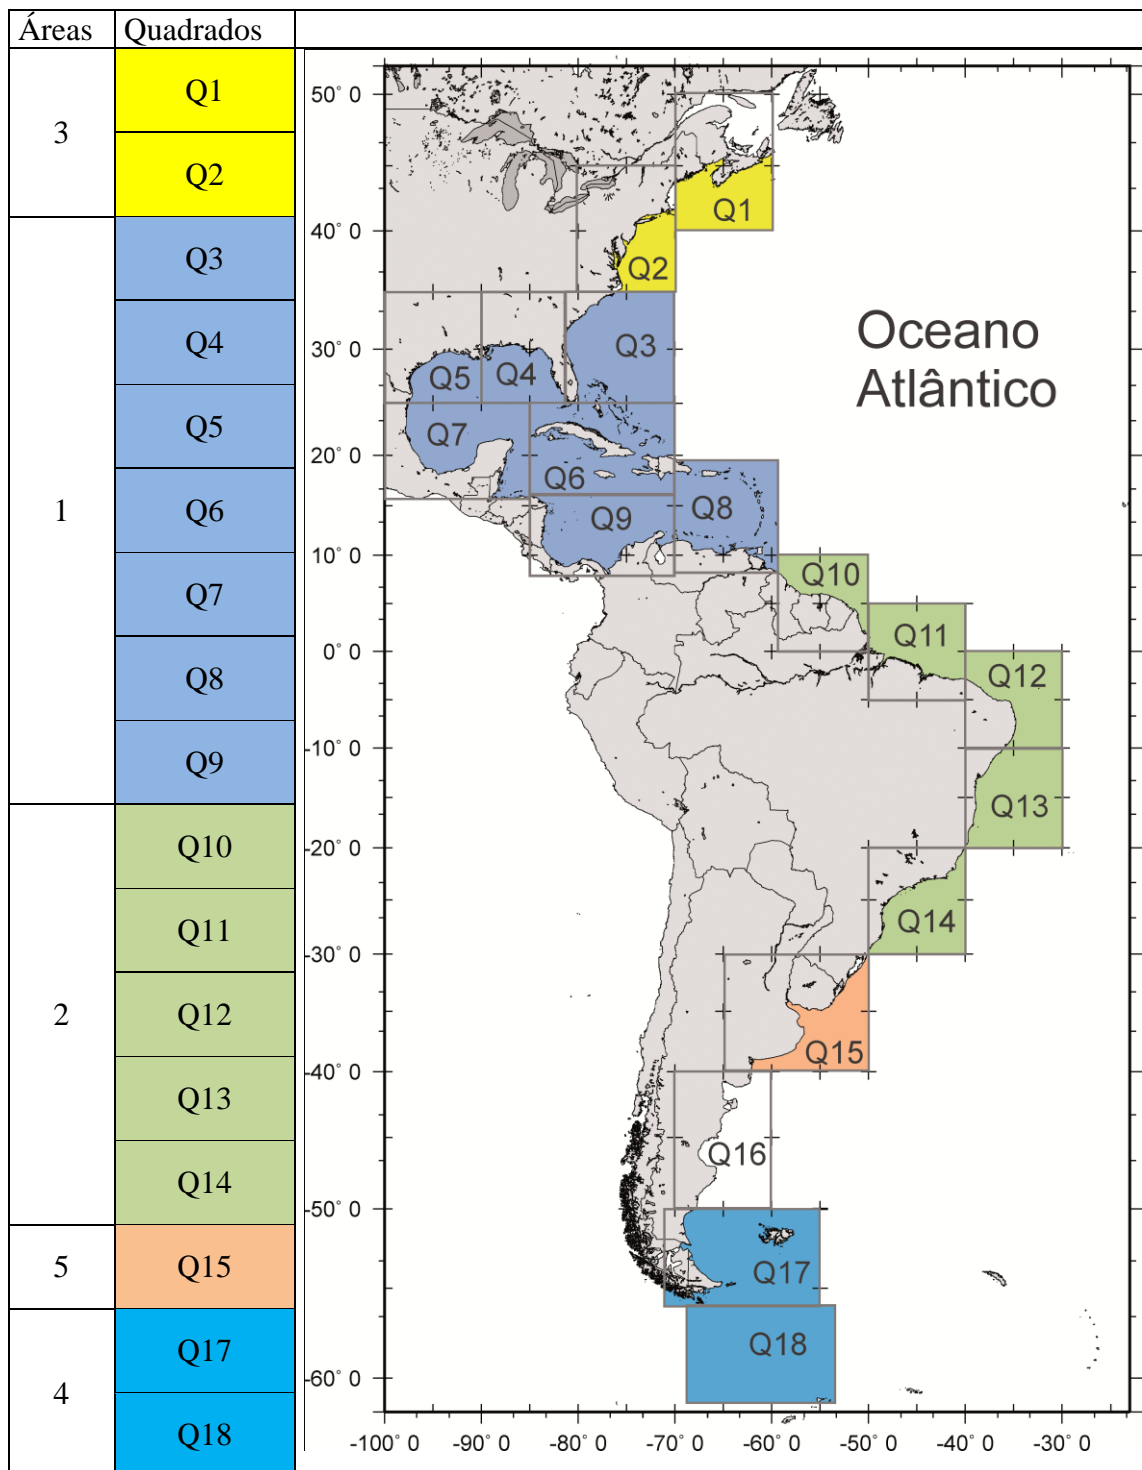 Áreas Quadrados
3
Q1
Q2
1
Q3
Q4
Q5
Q6
Q7
Q8
Q9
2
Q10
Q11
Q12
Q13
Q14
5
Q15
4
Q17
Q18
50° 0
40° 0
30° 0
20° 0
10° 0
0° 0
-10° 0
-20° 0
-30° 0
-40° 0
-50° 0
-60° 0
Q1
Q2
Oceano
Atlântico
Q3
Q5 Q4
Q7
Q6
Q8
Q9
Q10
Q11
Q12
Q13
Q14
Q15
Q16
Q17
Q18
-100° 0 -90° 0 -80° 0 -70° 0 -60° 0 -50° 0 -40° 0 -30° 0